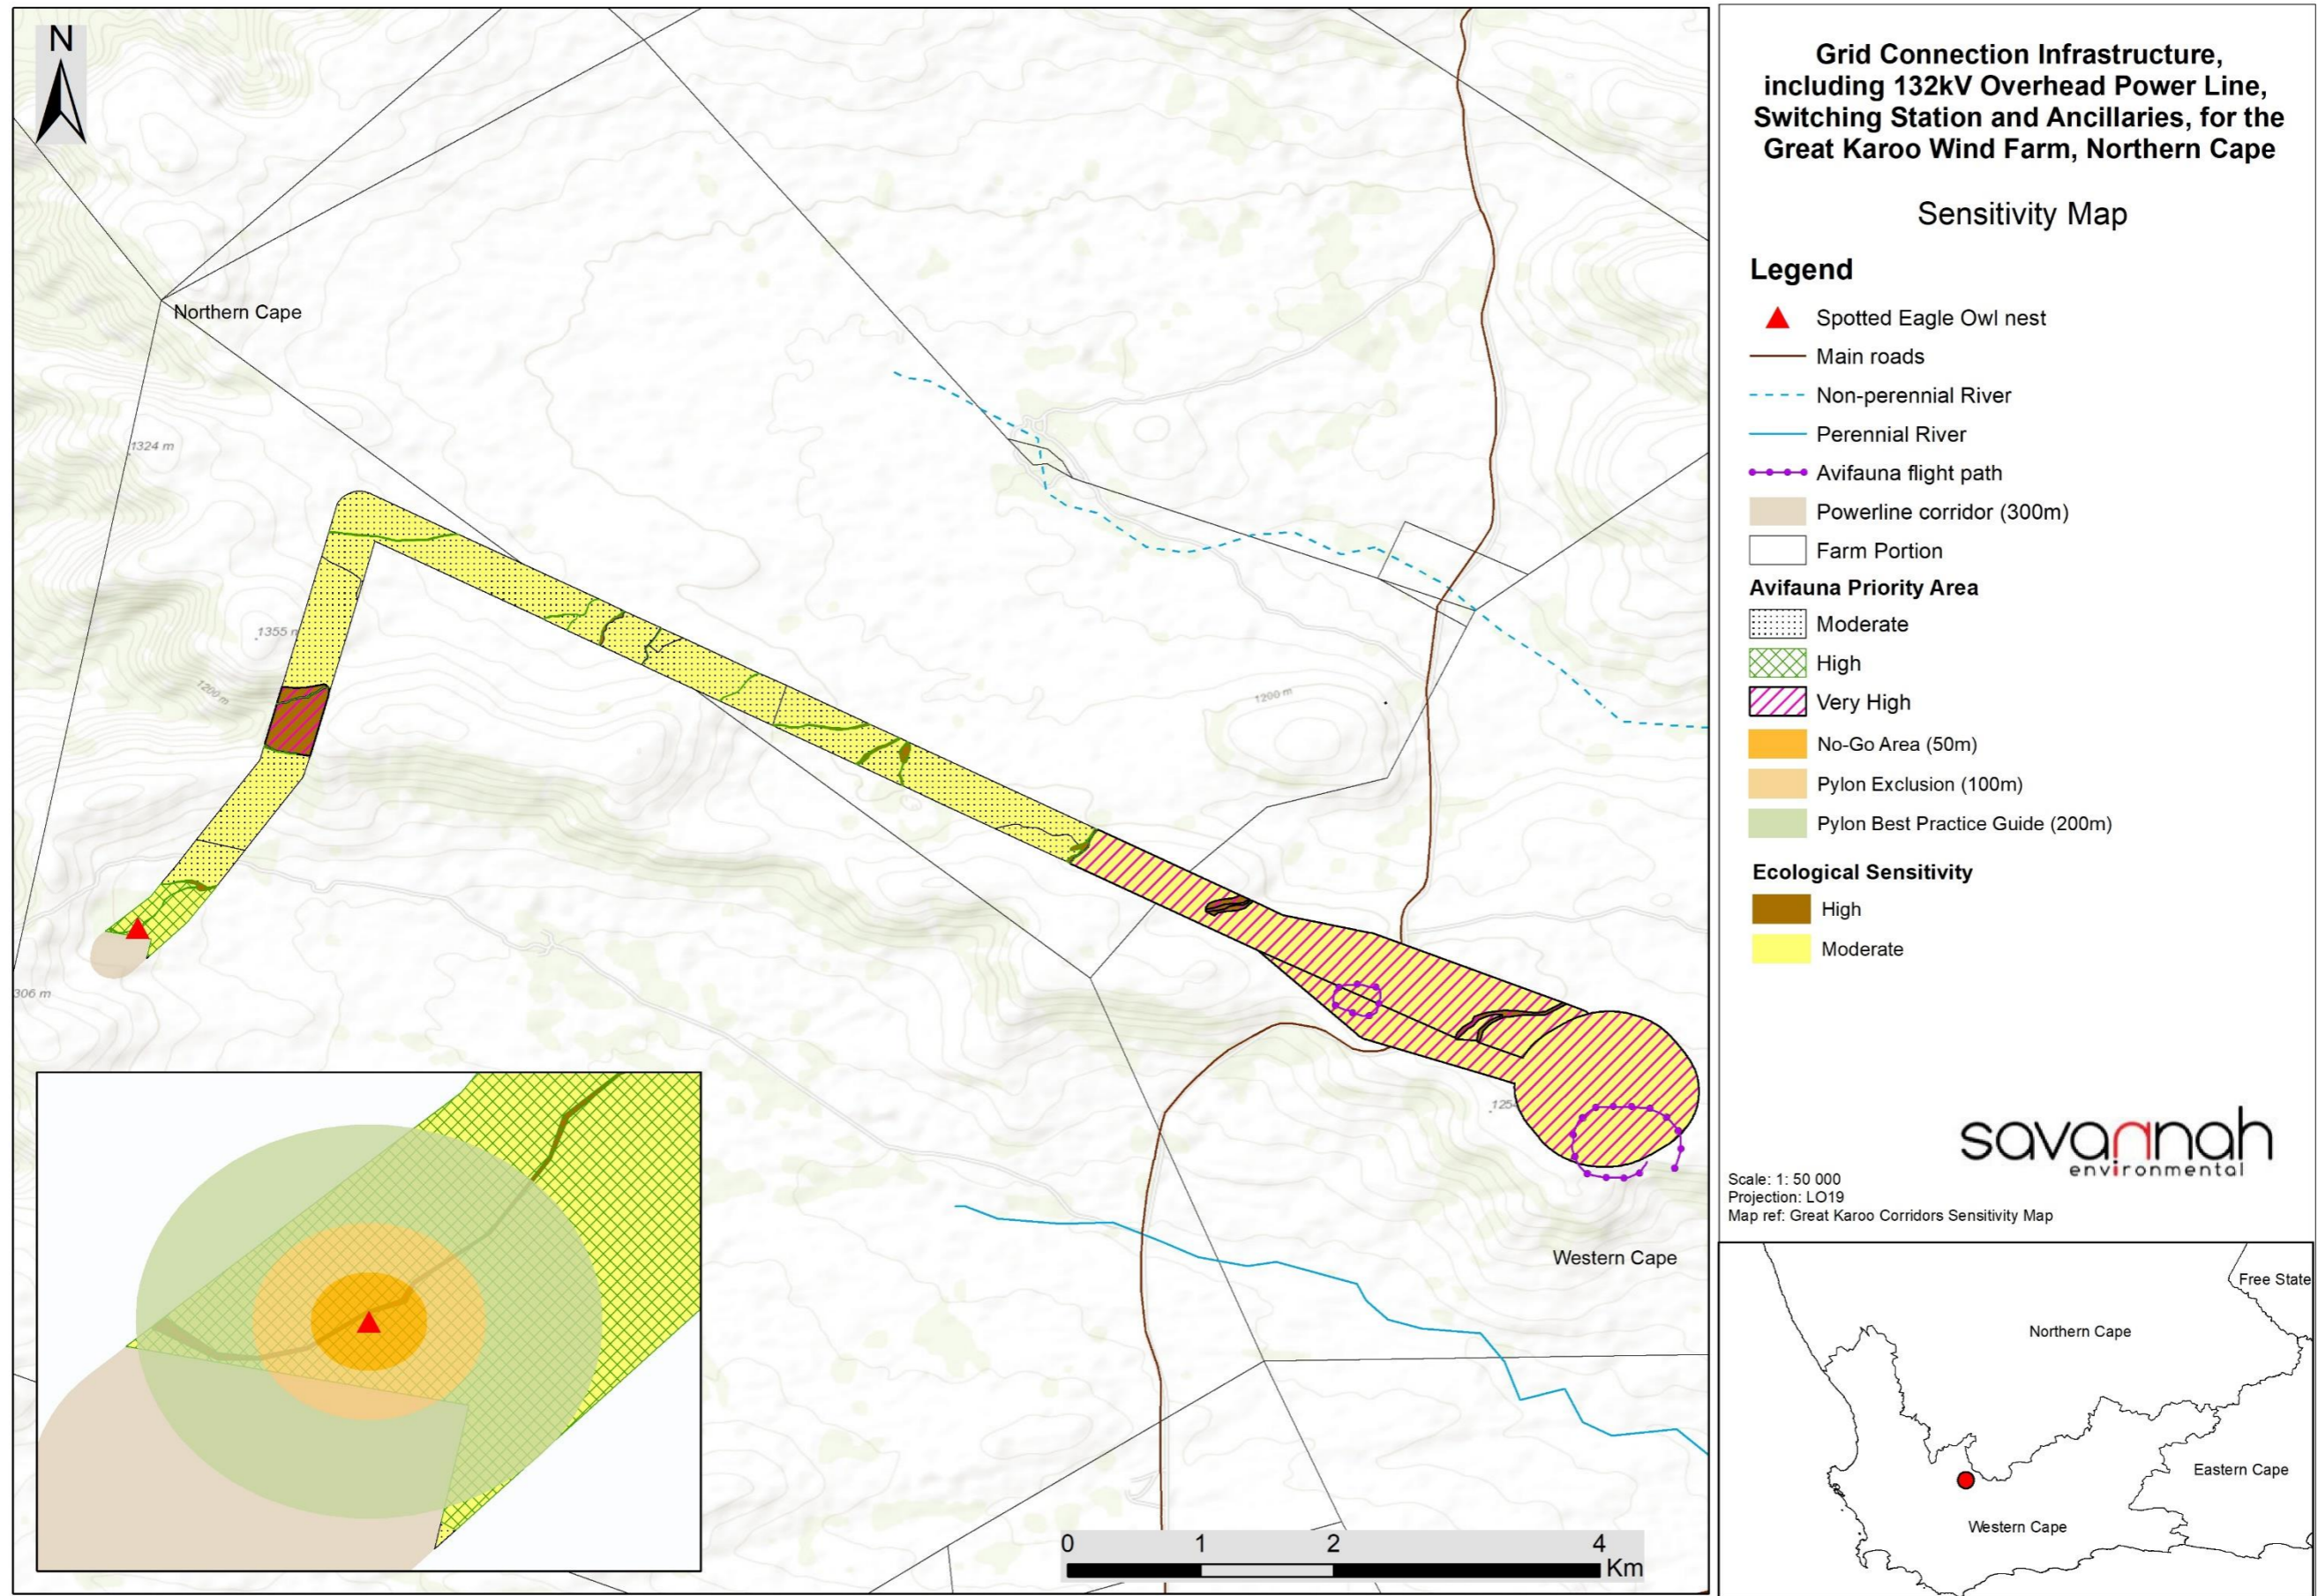 N
Northern Cape
1324 m
1355 m
1200 m
1200 m
306 m
125
Western Cape
0 1 2 4
Km
Grid Connection Infrastructure,
including 132kV Overhead Power Line,
Switching Station and Ancillaries, for the
Great Karoo Wind Farm, Northern Cape
Sensitivity Map
Legend
Spotted Eagle Owl nest
Main roads
Non-perennial River
Perennial River
Avifauna flight path
Powerline corridor (300m)
Farm Portion
Avifauna Priority Area
Moderate
High
Very High
No-Go Area (50m)
Pylon Exclusion (100m)
Pylon Best Practice Guide (200m)
Ecological Sensitivity
High
Moderate
savannah
environmental
Scale: 1: 50 000
Projection: LO19
Map ref: Great Karoo Corridors Sensitivity Map
Free State
Northern Cape
Eastern Cape
Western Cape